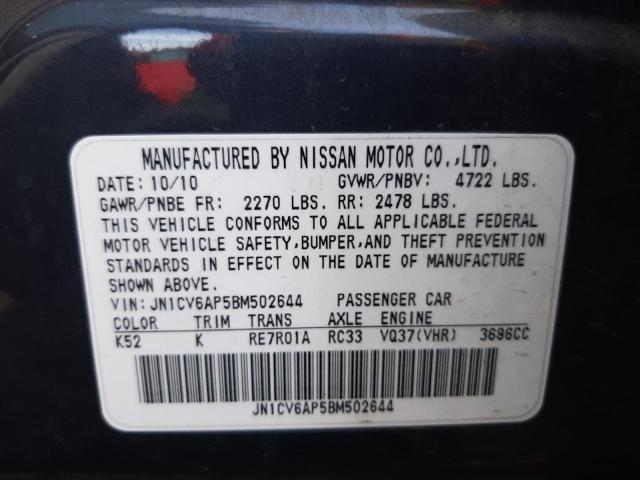 MANUFACTURED BY NISSAN MOTOR CO.,LTD.
DATE: 10/10 GVWR/PNBV: 4722 LBS.
GAWR/PNBE FR: 2270 LBS. RR: 2478 LBS.
THIS VEHICLE CONFORMS TO ALL APPLICABLE FEDERAL
MOTOR VEHICLE SAFETY,BUMPER,AND THEFT PREVENTION
STANDARDS IN EFFECT ON THE DATE OF MANUFACTURE
SHOWN ABOVE.
VIN: JN1CV6AP5BM502644 PASSENGER CAR
COLOR TRIM TRANS AXLE ENGINE
K52 K RE7R01A RC33 VQ37(VHR) 3696CC
JN1CV6AP5BM502644